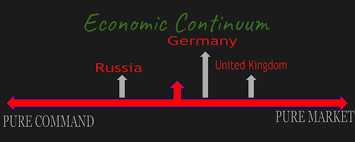 Economic Continuum
Germany
Russia
United Kingdom
PURE COMMAND
PURE MARKET